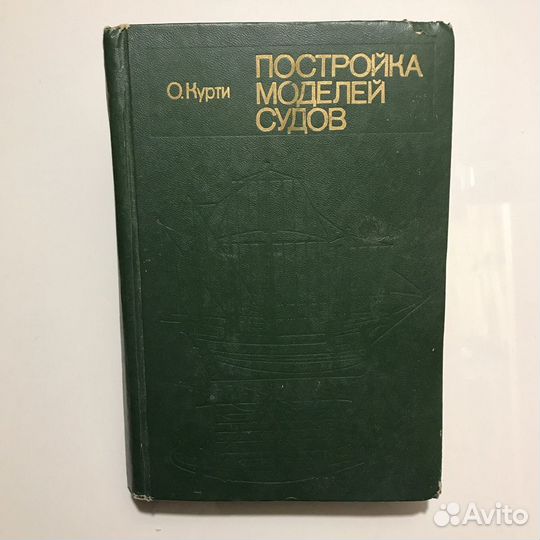 О. Курти
ПОСТРОЙКА
МОДЕЛЕЙ
СУДОВ
Avito